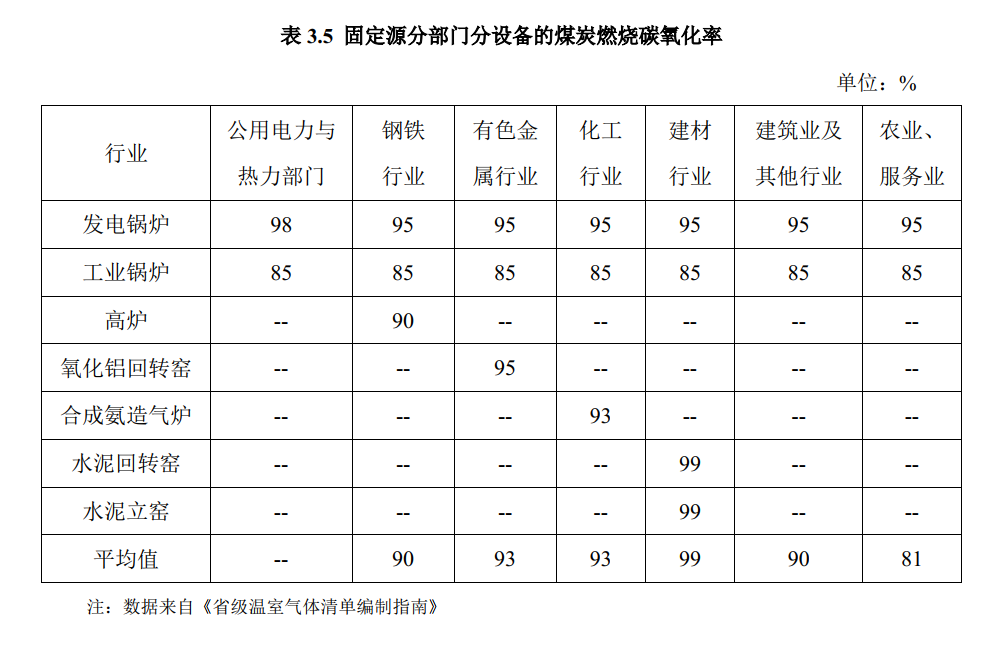 表 3.5 固定源分部门分设备的煤炭燃烧碳氧化率
单位：%
行业 公用电力与热力部门 钢铁行业 有色金属行业 化工行业 建材行业 建筑业及其他行业 农业、服务业
发电锅炉 98 95 95 95 95 95 95
工业锅炉 85 85 85 85 85 85 85
高炉 -- 90 -- -- -- -- --
氧化铝回转窑 -- -- 95 -- -- -- --
合成氨造气炉 -- -- -- 93 -- -- --
水泥回转窑 -- -- -- -- 99 -- --
水泥立窑 -- -- -- -- 99 -- --
平均值 -- 90 93 93 99 90 81
注：数据来自《省级温室气体清单编制指南》